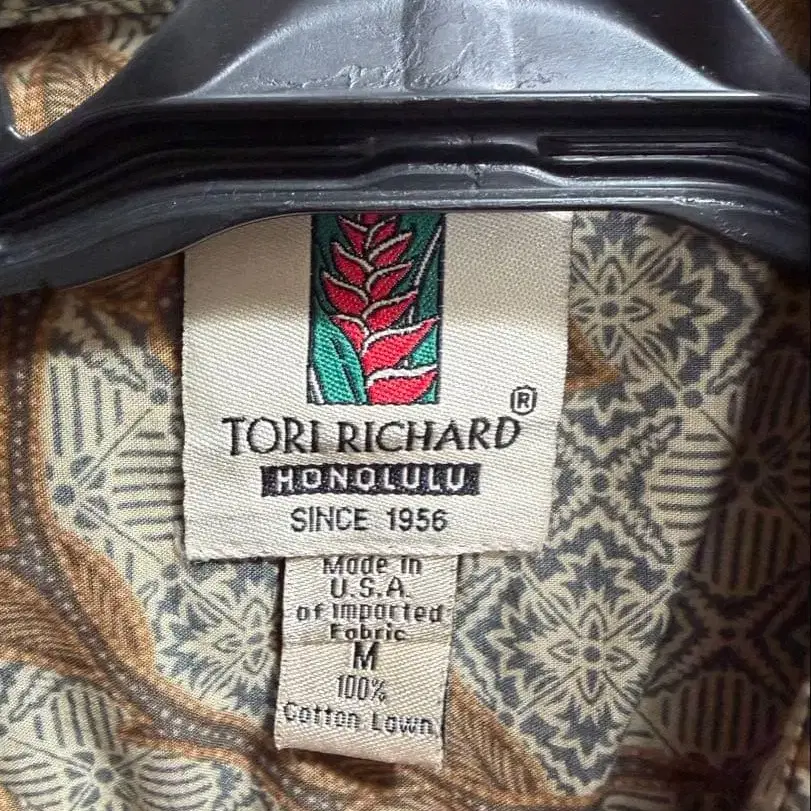 TORI RICHARD®
HONOLULU
SINCE 1956
Made in
U.S.A.
of imported
Fabric
M
100%
Cotton Lawn